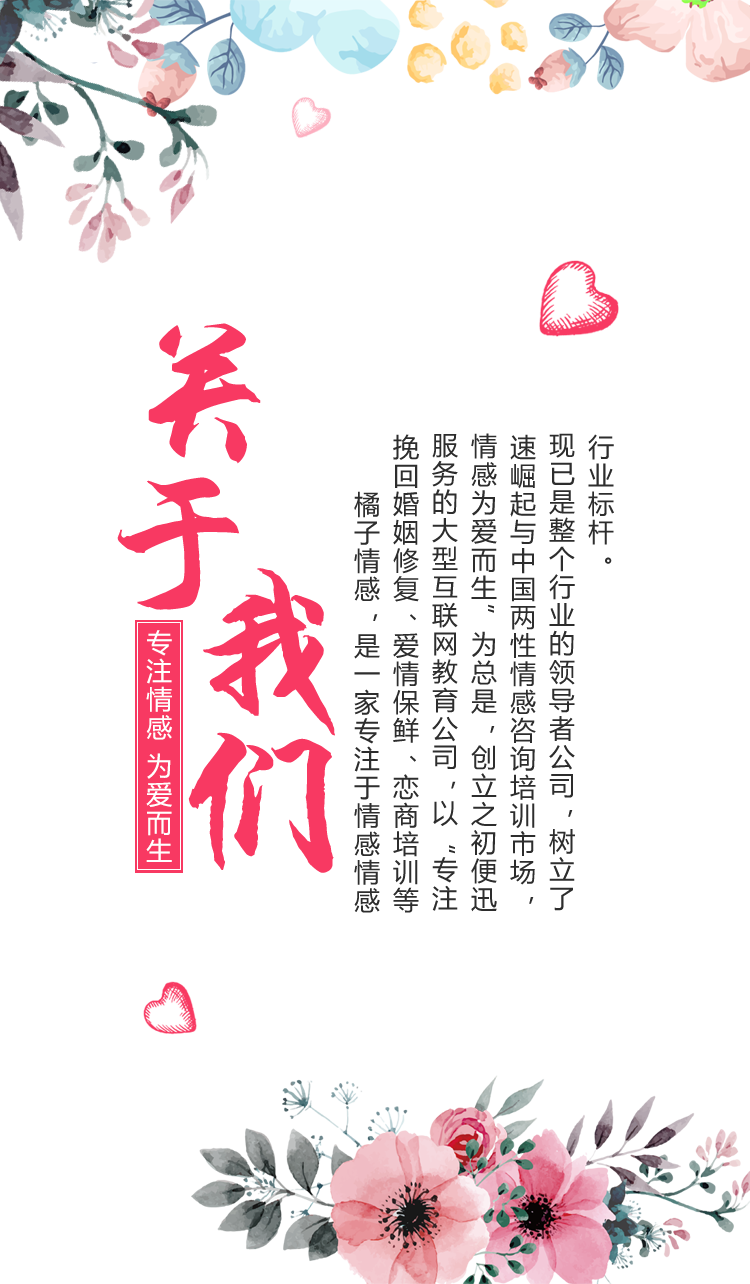 关于
我们
专注情感 为爱而生
橘子情感，是一家专注于情感情感
挽回婚姻修复、爱情保鲜、恋商培训等
服务的大型互联网教育公司，以“专注
情感为爱而生”为总是，创立之初便迅
速崛起与中国两性情感咨询培训市场，
现已是整个行业的领导者公司，树立了
行业标杆。